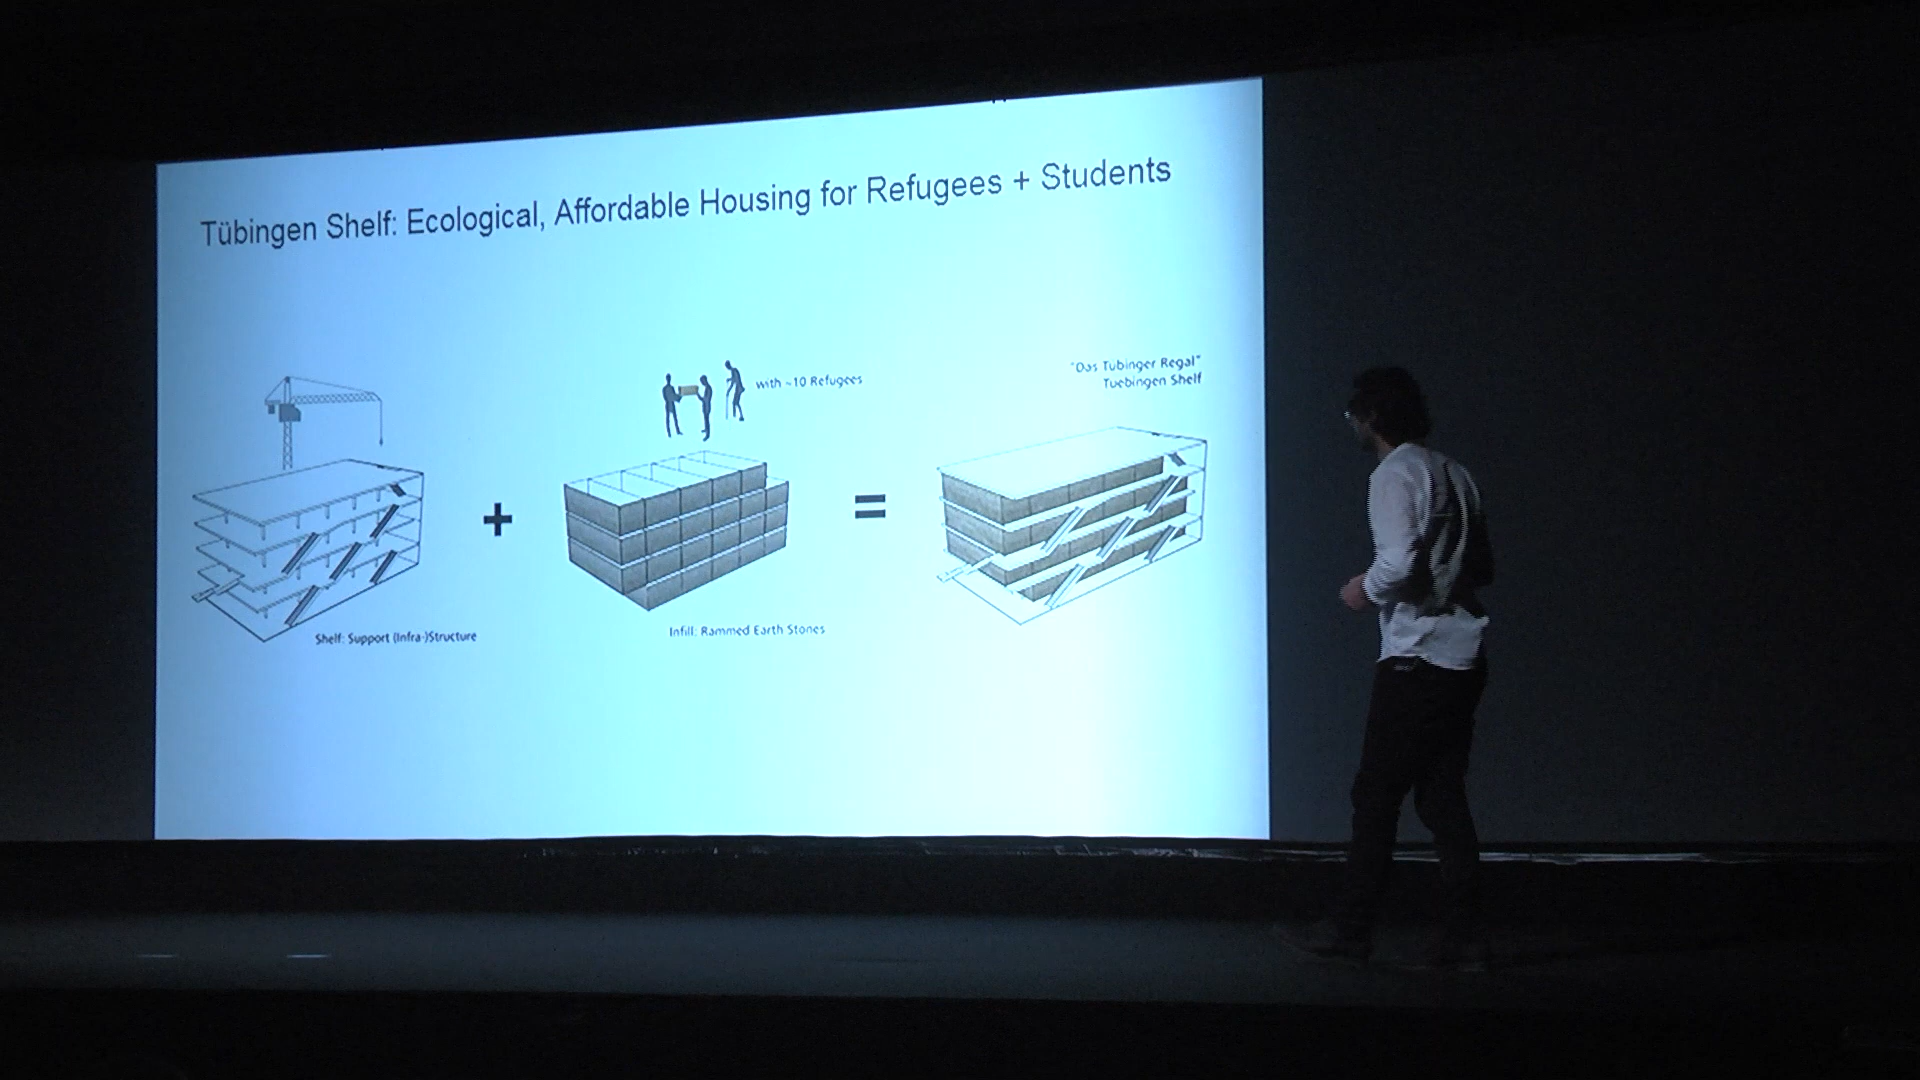 Tübingen Shelf: Ecological, Affordable Housing for Refugees + Students
with ~10 Refugees
"Das Tubinger Regal"
Tuebingen Shelf
+
=
Shelf: Support (Infra-)Structure
Infill: Rammed Earth Stones